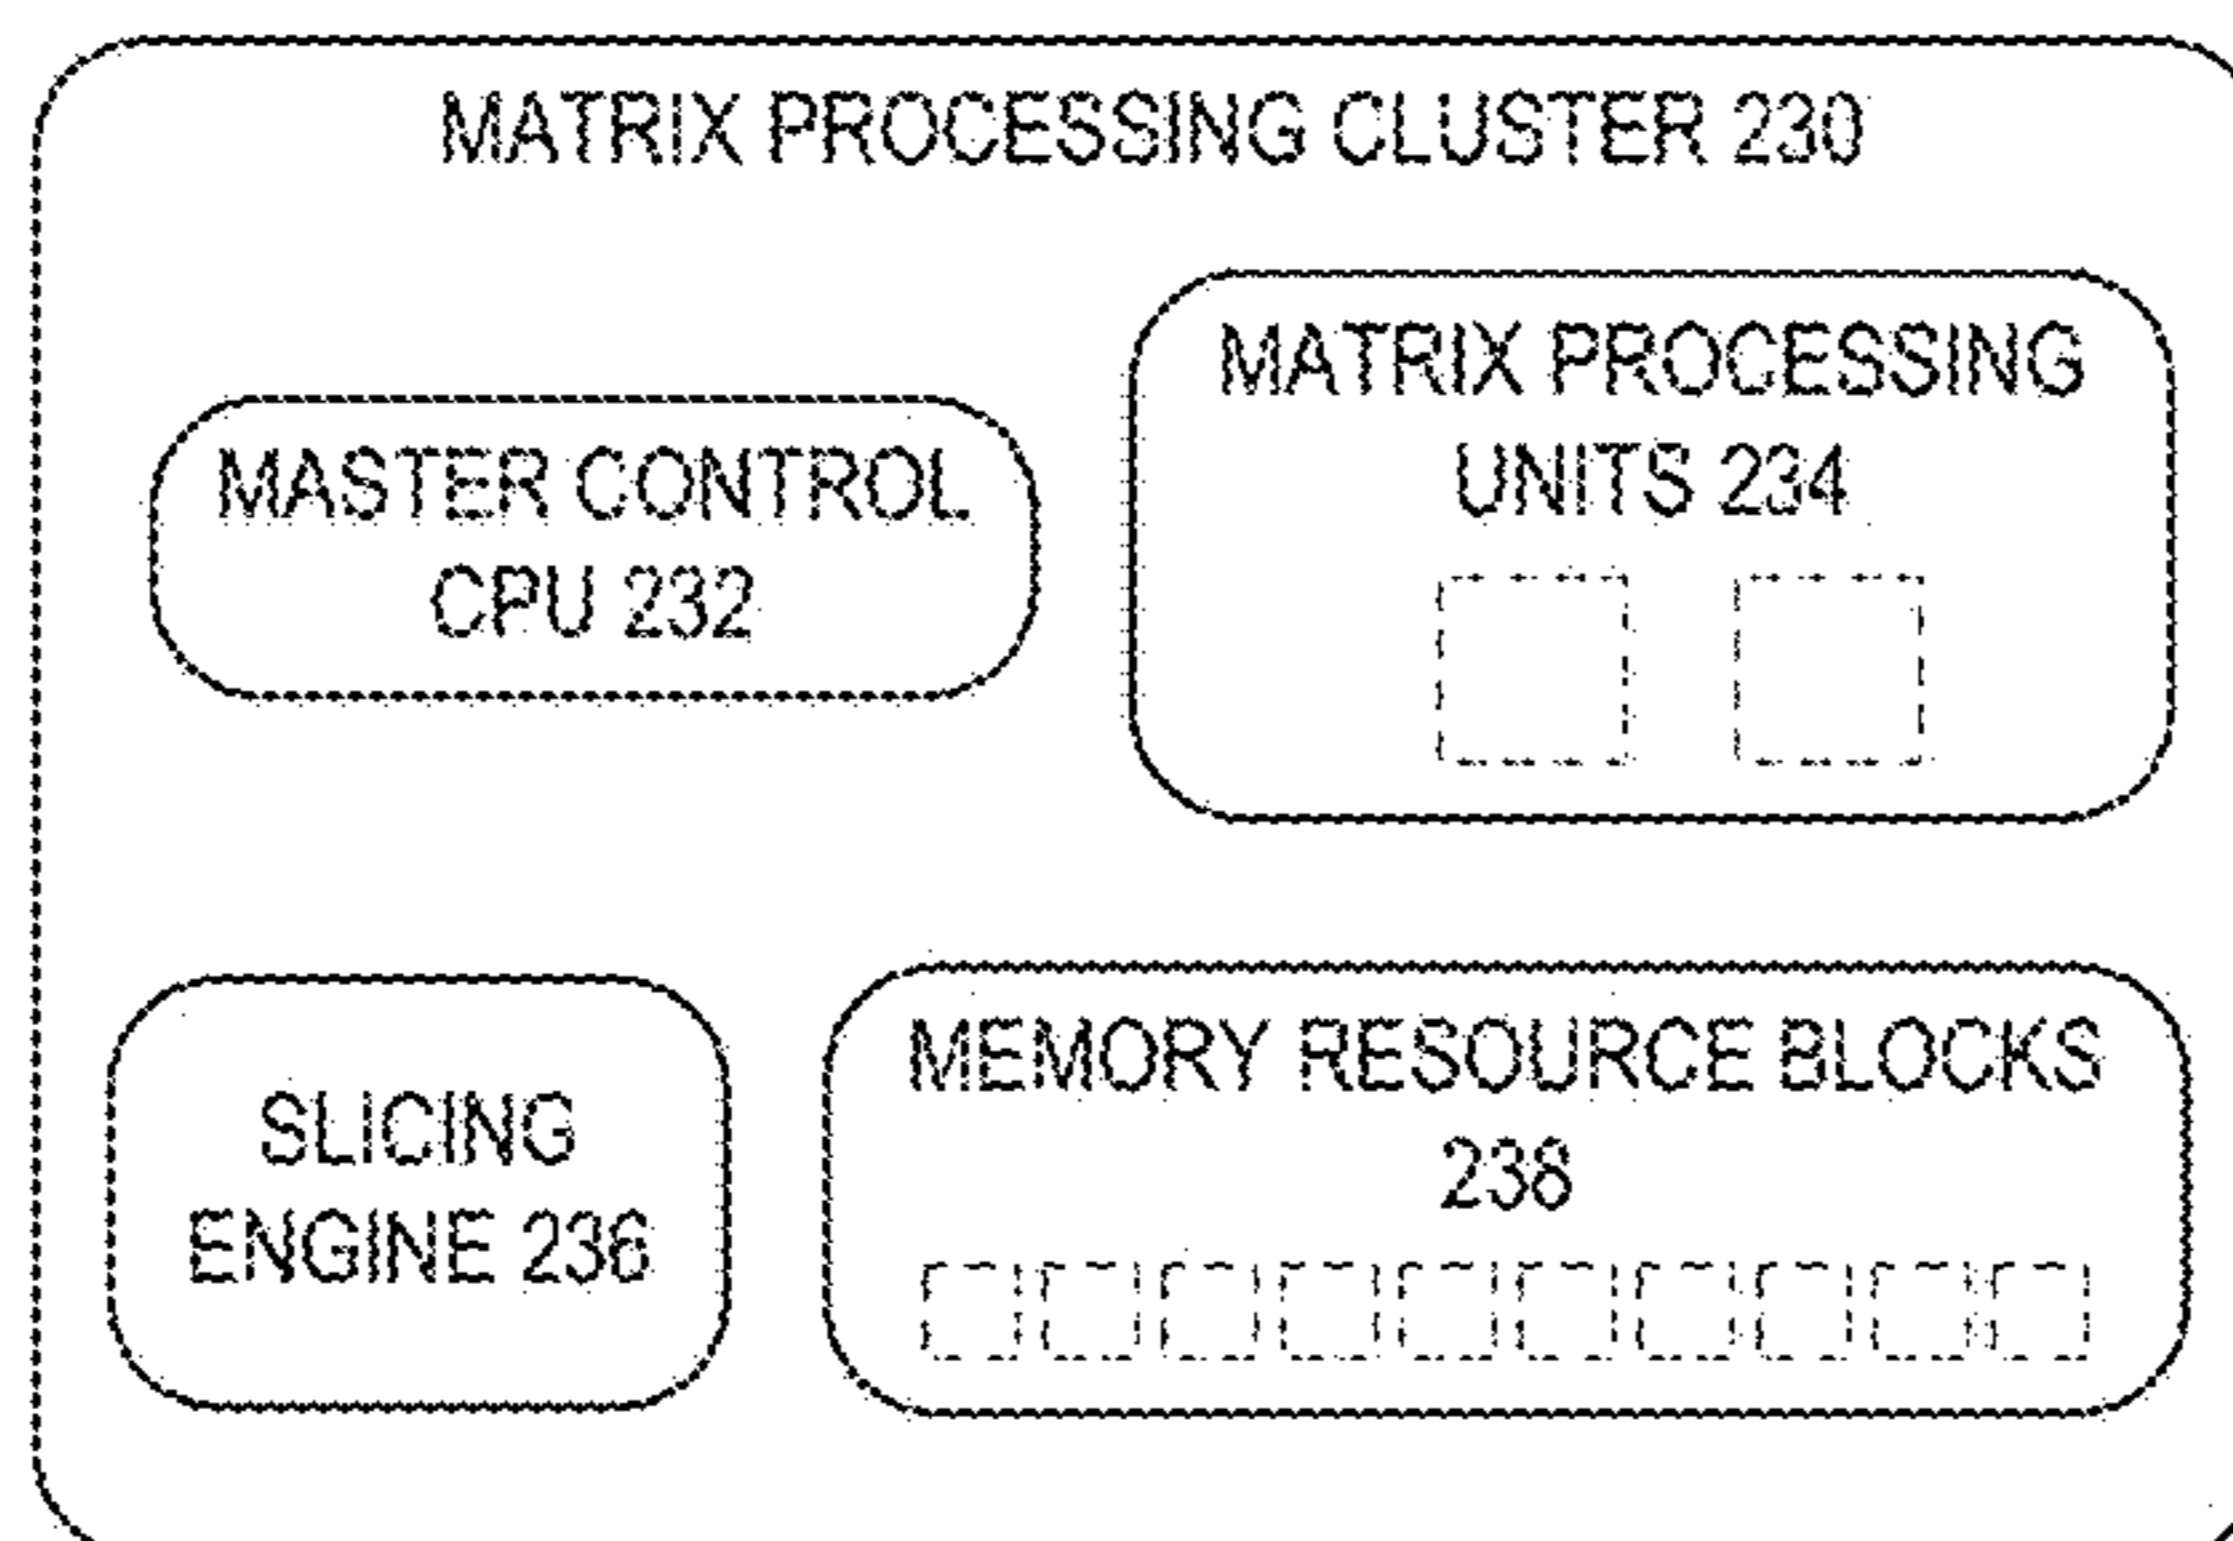 MATRIX PROCESSING CLUSTER 230
MATRIX PROCESSING
UNITS 234
MASTER CONTROL
CPU 232
SLICING
ENGINE 236
MEMORY RESOURCE BLOCKS
238